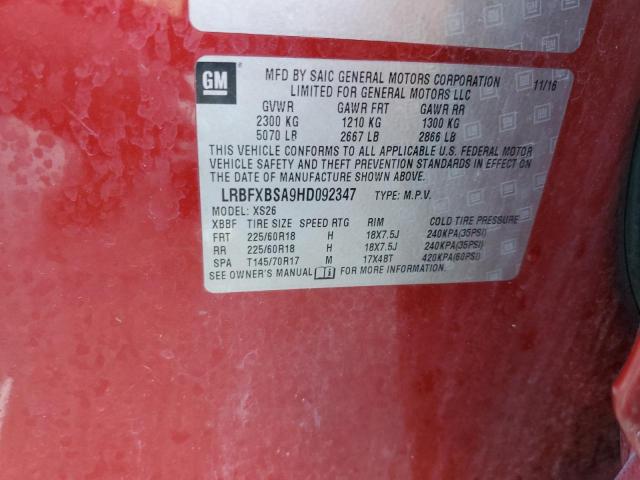 GM
MFD BY SAIC GENERAL MOTORS CORPORATION 11/16
LIMITED FOR GENERAL MOTORS LLC
GVWR GAWR FRT GAWR RR
2300 KG 1210 KG 1300 KG
5070 LB 2667 LB 2866 LB
THIS VEHICLE CONFORMS TO ALL APPLICABLE U.S. FEDERAL MOTOR
VEHICLE SAFETY AND THEFT PREVENTION STANDARDS IN EFFECT ON
THE DATE OF MANUFACTURE SHOWN ABOVE.
LRBFXBSA9HD092347 TYPE: M.P.V.
MODEL: XS26
XBBF TIRE SIZE SPEED RTG RIM COLD TIRE PRESSURE
FRT 225/60R18 H 18X7.5J 240KPA(35PSI)
RR 225/60R18 H 18X7.5J 240KPA(35PSI)
SPA T145/70R17 M 17X4BT 420KPA(60PSI)
SEE OWNER'S MANUAL i FOR MORE INFORMATION.